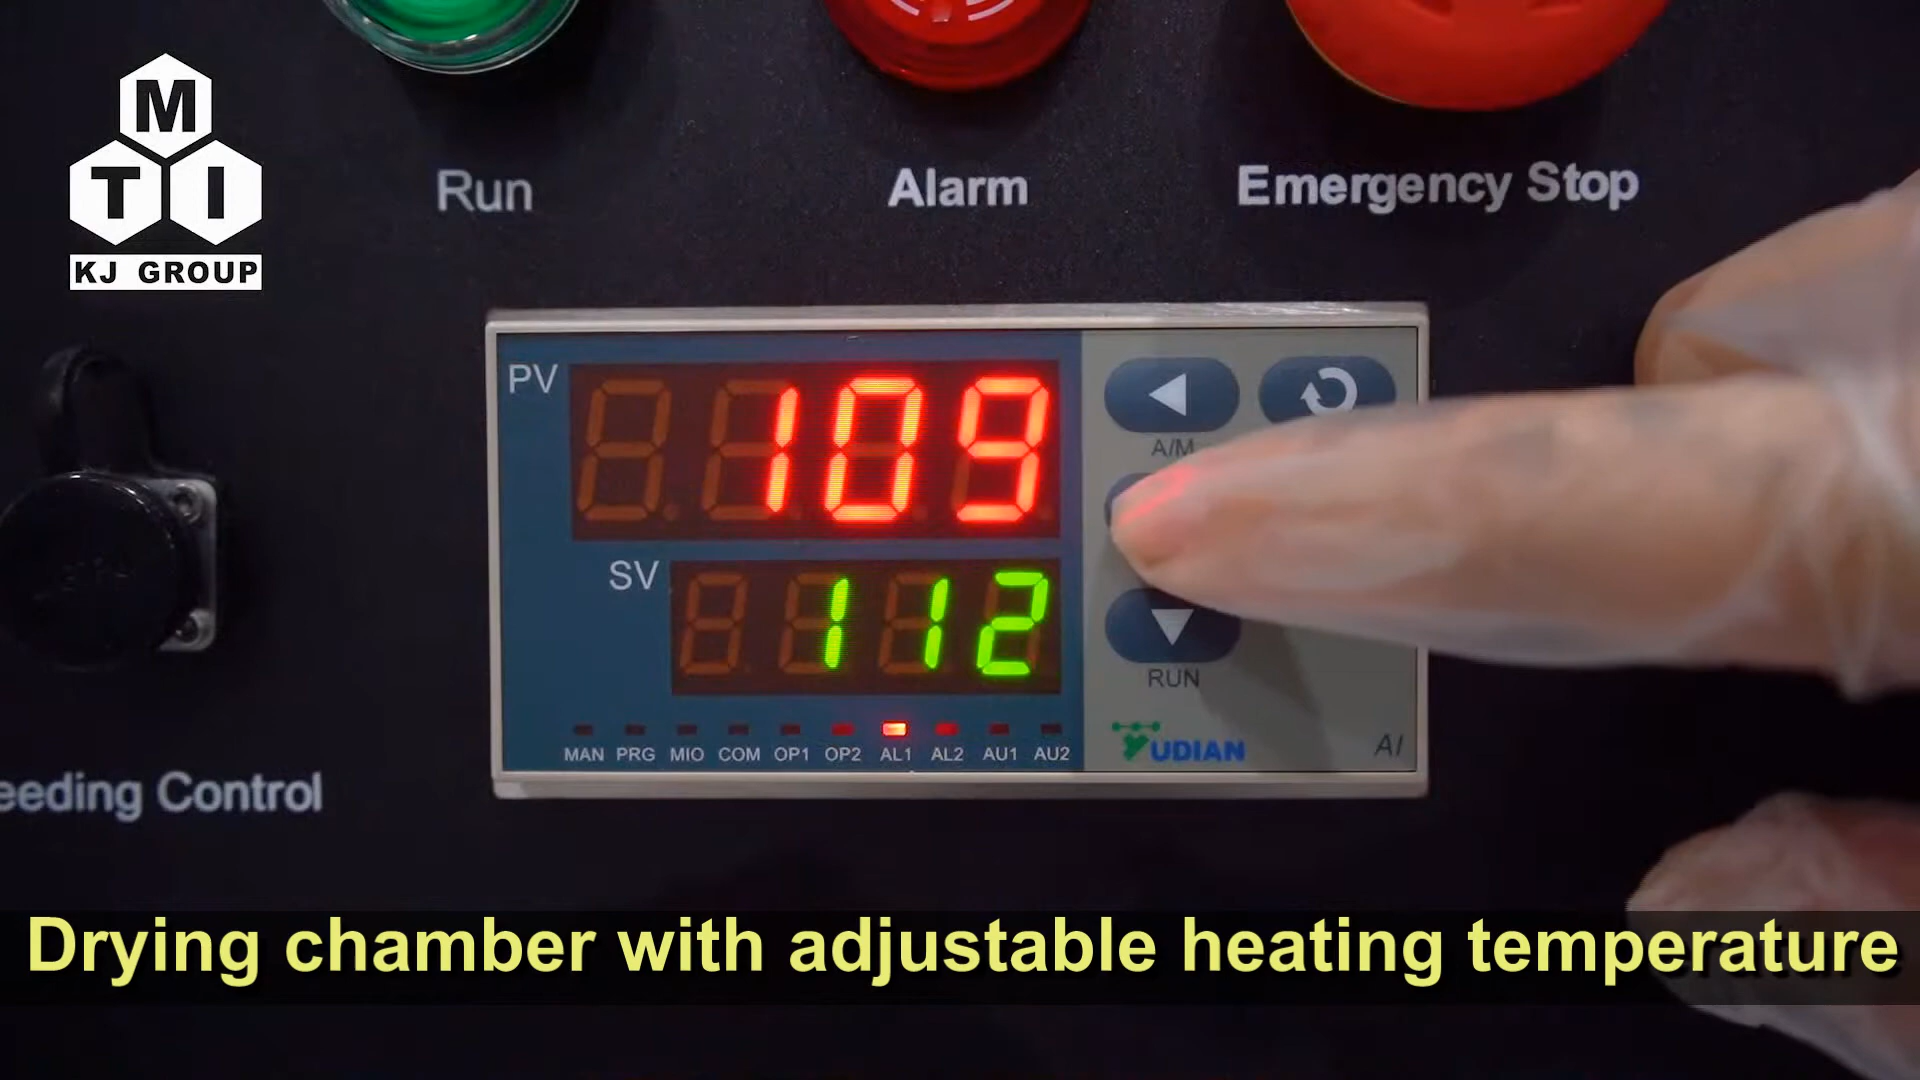 M
T I
KJ GROUP
Run
Alarm
Emergency Stop
PV
109
A/M
SV
112
RUN
MAN PRG MIO COM OP1 OP2 AL1 AL2 AU1 AU2
YUDIAN
AI
eeding Control
Drying chamber with adjustable heating temperature